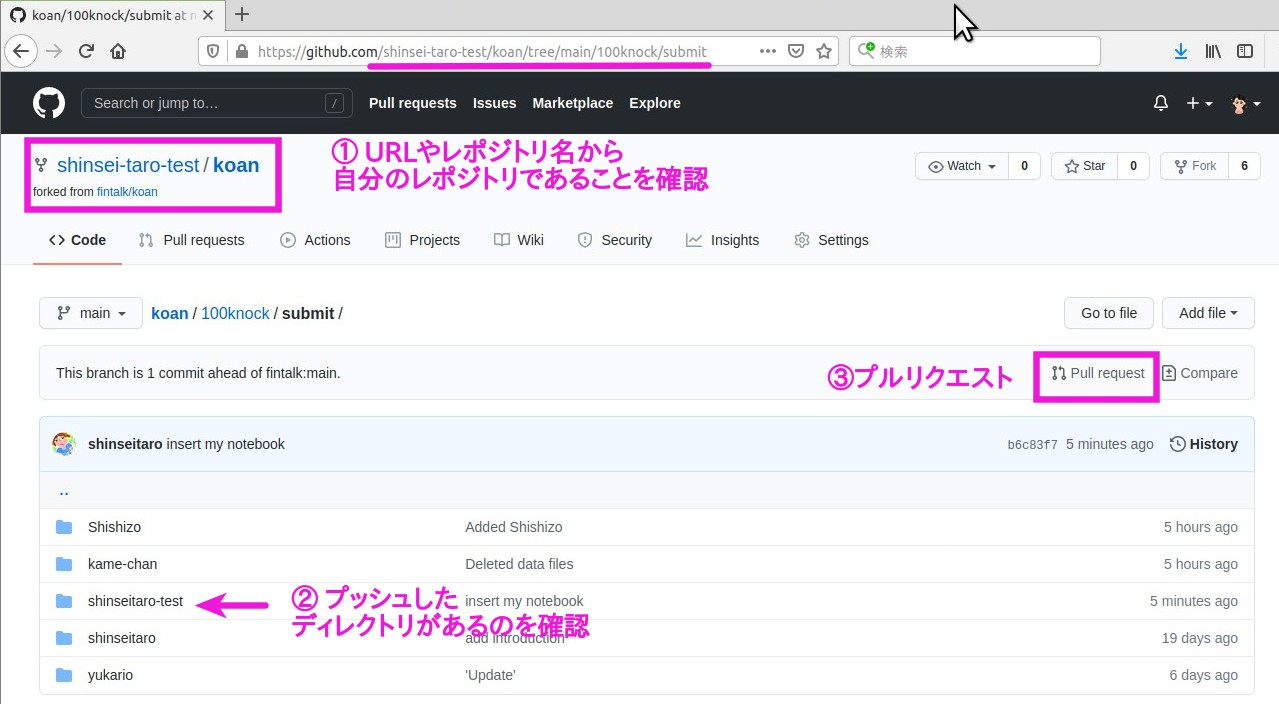 koan/100knock/submit at m
https://github.com/shinsei-taro-test/koan/tree/main/100knock/submit
検索
Search or jump to…
/
Pull requests
Issues
Marketplace
Explore
shinsei-taro-test / koan
forked from fintalk/koan
① URLやレポジトリ名から
自分のレポジトリであることを確認
Watch
0
Star
0
Fork
6
Code
Pull requests
Actions
Projects
Wiki
Security
Insights
Settings
main
koan / 100knock / submit /
Go to file
Add file
This branch is 1 commit ahead of fintalk:main.
③プルリクエスト
Pull request
Compare
shinseitaro insert my notebook
b6c83f7 5 minutes ago
History
..
Shishizo Added Shishizo 5 hours ago
kame-chan Deleted data files 5 hours ago
shinseitaro-test insert my notebook 5 minutes ago
② プッシュした
ディレクトリがあるのを確認
shinseitaro add introduction 19 days ago
yukario 'Update' 6 days ago